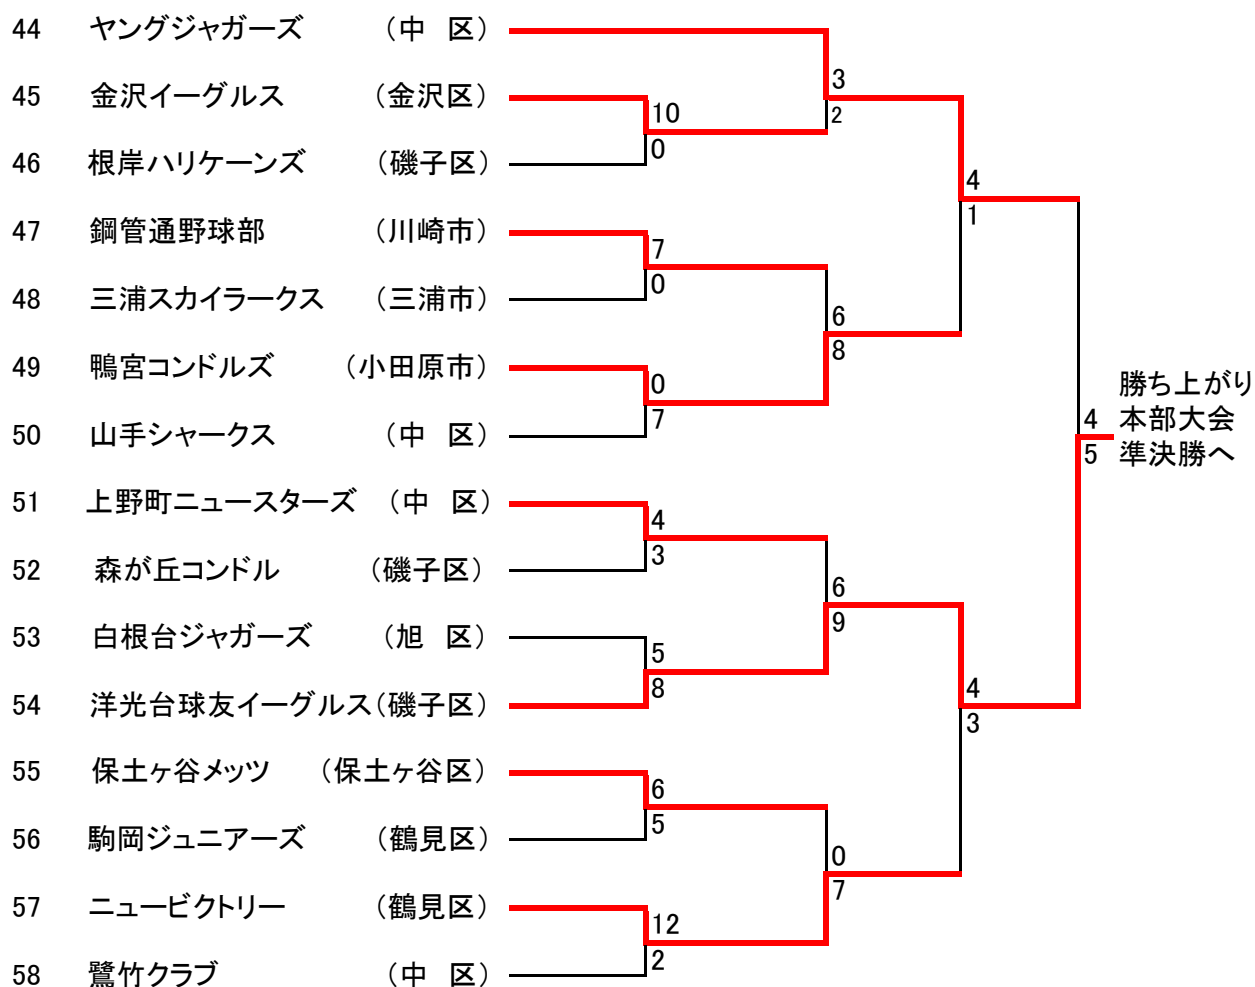 44 ヤングジャガーズ （中　区）
3
45 金沢イーグルス （金沢区）
10
2
0
46 根岸ハリケーンズ （磯子区）
4
1
47 鋼管通野球部 （川崎市）
7
0
48 三浦スカイラークス （三浦市）
6
8
49 鴨宮コンドルズ （小田原市）
0
7
50 山手シャークス （中　区）
勝ち上がり
4 本部大会
5 準決勝へ
51 上野町ニュースターズ （中　区）
4
3
52 森が丘コンドル （磯子区）
6
9
53 白根台ジャガーズ （旭　区）
5
8
54 洋光台球友イーグルス（磯子区）
4
3
55 保土ヶ谷メッツ （保土ヶ谷区）
6
5
56 駒岡ジュニアーズ （鶴見区）
0
7
57 ニュービクトリー （鶴見区）
12
2
58 鷺竹クラブ （中　区）